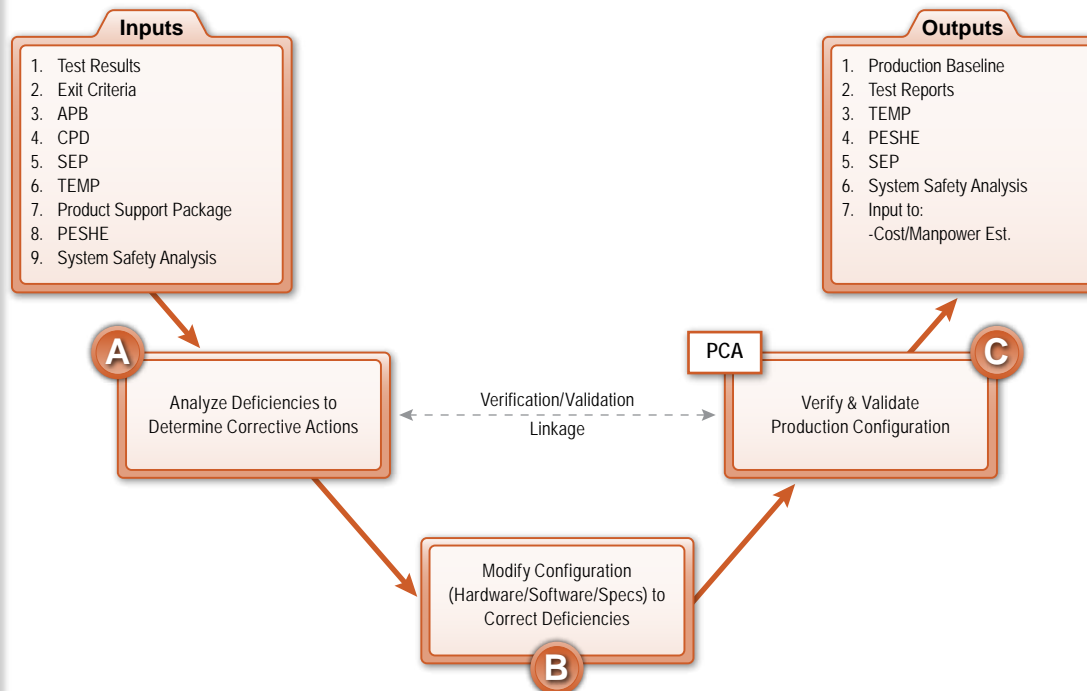 Inputs
1. Test Results
2. Exit Criteria
3. APB
4. CPD
5. SEP
6. TEMP
7. Product Support Package
8. PESHE
9. System Safety Analysis
Outputs
1. Production Baseline
2. Test Reports
3. TEMP
4. PESHE
5. SEP
6. System Safety Analysis
7. Input to:
-Cost/Manpower Est.
A
Analyze Deficiencies to
Determine Corrective Actions
Verification/Validation
Linkage
PCA
C
Verify & Validate
Production Configuration
Modify Configuration
(Hardware/Software/Specs) to
Correct Deficiencies
B